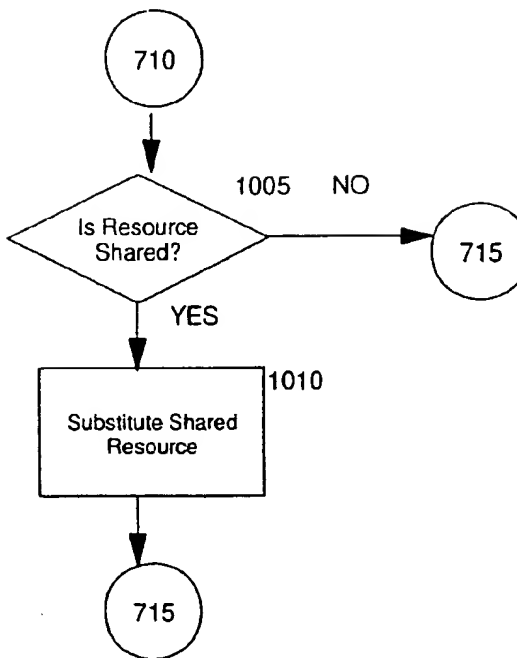 710
1005 NO
Is Resource
Shared?
715
YES
1010
Substitute Shared
Resource
715